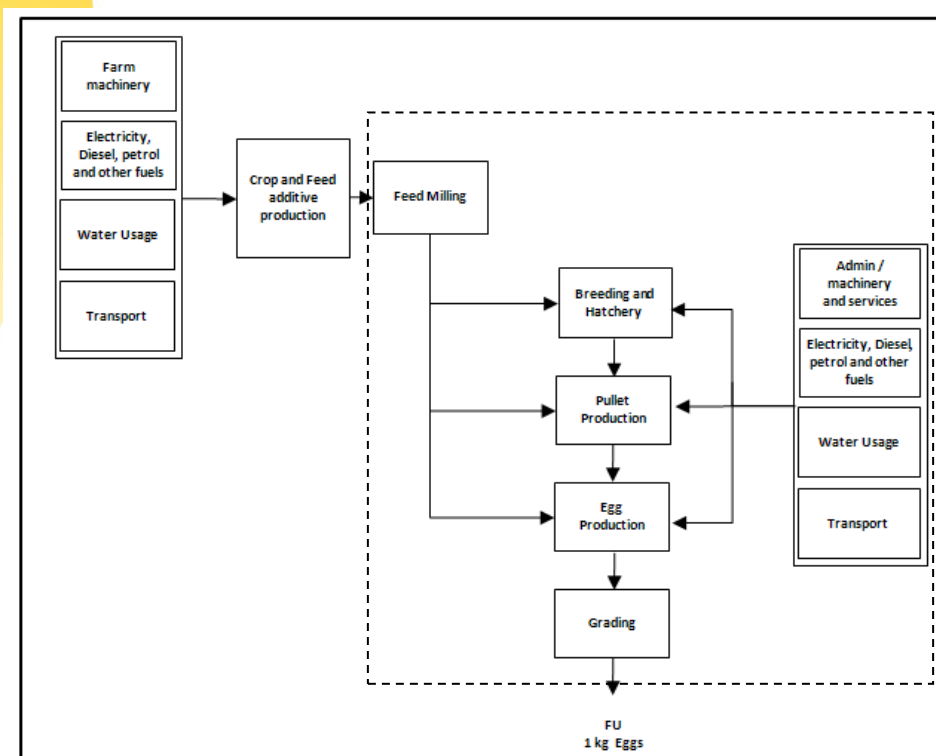 Farm
machinery
Electricity,
Diesel, petrol
and other fuels
Water Usage
Transport
Crop and Feed
additive
production
Feed Milling
Breeding and
Hatchery
Pullet
Production
Egg
Production
Grading
Admin /
machinery
and services
Electricity, Diesel,
petrol and other
fuels
Water Usage
Transport
FU
1 kg Eggs